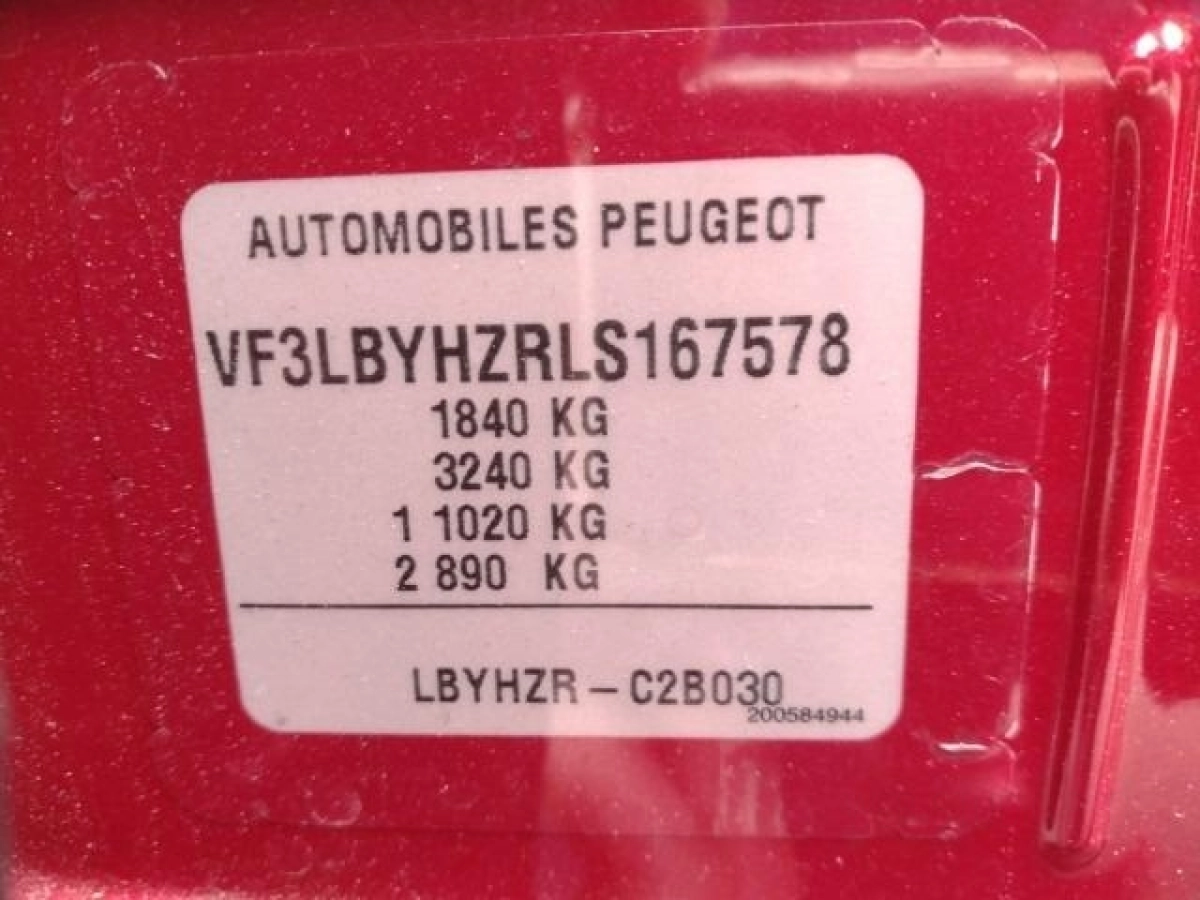 AUTOMOBILES PEUGEOT
VF3LBYHZRLS167578
1840 KG
3240 KG
1 1020 KG
2 890 KG
LBYHZR – C2B030
200584944